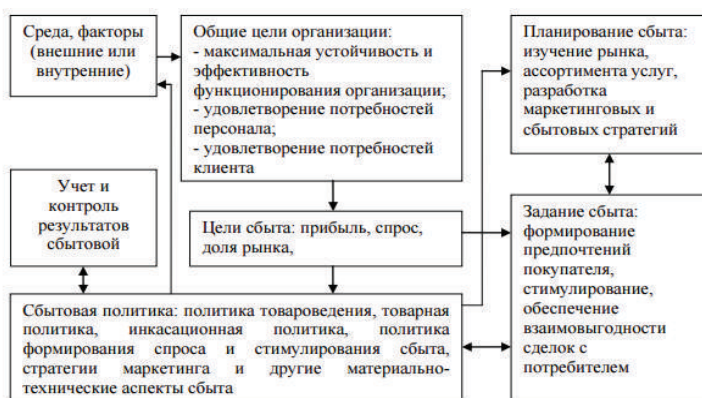 Среда, факторы
(внешние или
внутренние)
Общие цели организации:
- максимальная устойчивость и
эффективность
функционирования организации;
- удовлетворение потребностей
персонала;
- удовлетворение потребностей
клиента
Планирование сбыта:
изучение рынка,
ассортимента услуг,
разработка
маркетинговых и
сбытовых стратегий
Учет и
контроль
результатов
сбытовой
Цели сбыта: прибыль, спрос,
доля рынка,
Задание сбыта:
формирование
предпочтений
покупателя,
стимулирование,
обеспечение
взаимовыгодности
сделок с
потребителем
Сбытовая политика: политика товароведения, товарная
политика, инкасационная политика, политика
формирования спроса и стимулирования сбыта,
стратегии маркетинга и другие материально-
технические аспекты сбыта